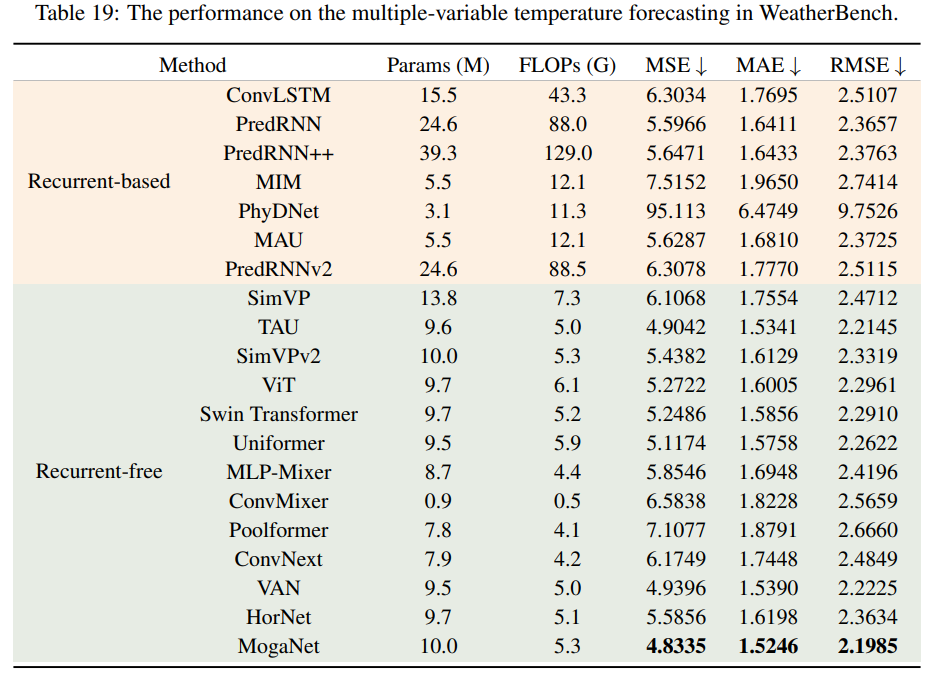 Table 19: The performance on the multiple-variable temperature forecasting in WeatherBench.
Method Params (M) FLOPs (G) MSE ↓ MAE ↓ RMSE ↓
ConvLSTM 15.5 43.3 6.3034 1.7695 2.5107
PredRNN 24.6 88.0 5.5966 1.6411 2.3657
PredRNN++ 39.3 129.0 5.6471 1.6433 2.3763
Recurrent-based MIM 5.5 12.1 7.5152 1.9650 2.7414
PhyDNet 3.1 11.3 95.113 6.4749 9.7526
MAU 5.5 12.1 5.6287 1.6810 2.3725
PredRNNv2 24.6 88.5 6.3078 1.7770 2.5115
SimVP 13.8 7.3 6.1068 1.7554 2.4712
TAU 9.6 5.0 4.9042 1.5341 2.2145
SimVPv2 10.0 5.3 5.4382 1.6129 2.3319
ViT 9.7 6.1 5.2722 1.6005 2.2961
Swin Transformer 9.7 5.2 5.2486 1.5856 2.2910
Uniformer 9.5 5.9 5.1174 1.5758 2.2622
Recurrent-free MLP-Mixer 8.7 4.4 5.8546 1.6948 2.4196
ConvMixer 0.9 0.5 6.5838 1.8228 2.5659
Poolformer 7.8 4.1 7.1077 1.8791 2.6660
ConvNext 7.9 4.2 6.1749 1.7448 2.4849
VAN 9.5 5.0 4.9396 1.5390 2.2225
HorNet 9.7 5.1 5.5856 1.6198 2.3634
MogaNet 10.0 5.3 4.8335 1.5246 2.1985